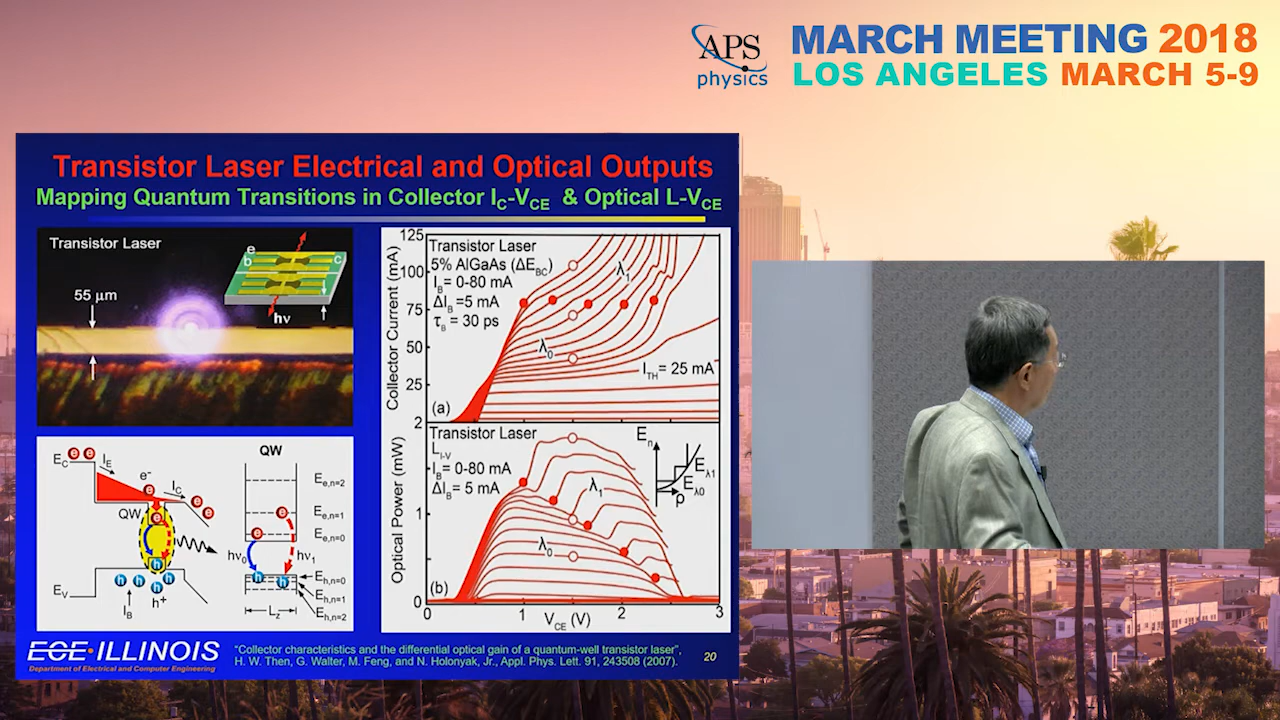 APS
physics
MARCH MEETING 2018
LOS ANGELES MARCH 5-9
Transistor Laser Electrical and Optical Outputs
Mapping Quantum Transitions in Collector IC-VCE & Optical L-VCE
Transistor Laser
55 µm
e
b
c
hν
EC
e
e
IE
e-
e
IC
e
e
QW
e
h
h
h
h
h
EV
IB
h+
QW
Ee,n=2
e
Ee,n=1
e
Ee,n=0
hν0
hν1
h
h
Eh,n=0
Eh,n=1
Eh,n=2
Lz
Collector Current (mA)
125
100
75
50
25
2
Transistor Laser
5% AlGaAs (ΔEBC)
IB= 0-80 mA
ΔIB =5 mA
τB = 30 ps
λ1
λ0
ITH= 25 mA
(a)
Optical Power (mW)
1
0
Transistor Laser
LI-V
IB= 0-80 mA
ΔIB= 5 mA
λ1
λ0
En
Eλ1
Eλ0
ρ
(b)
0
1
2
3
VCE (V)
ECE ILLINOIS
Department of Electrical and Computer Engineering
"Collector characteristics and the differential optical gain of a quantum-well transistor laser",
H. W. Then, G. Walter, M. Feng, and N. Holonyak, Jr., Appl. Phys. Lett. 91, 243508 (2007).
20